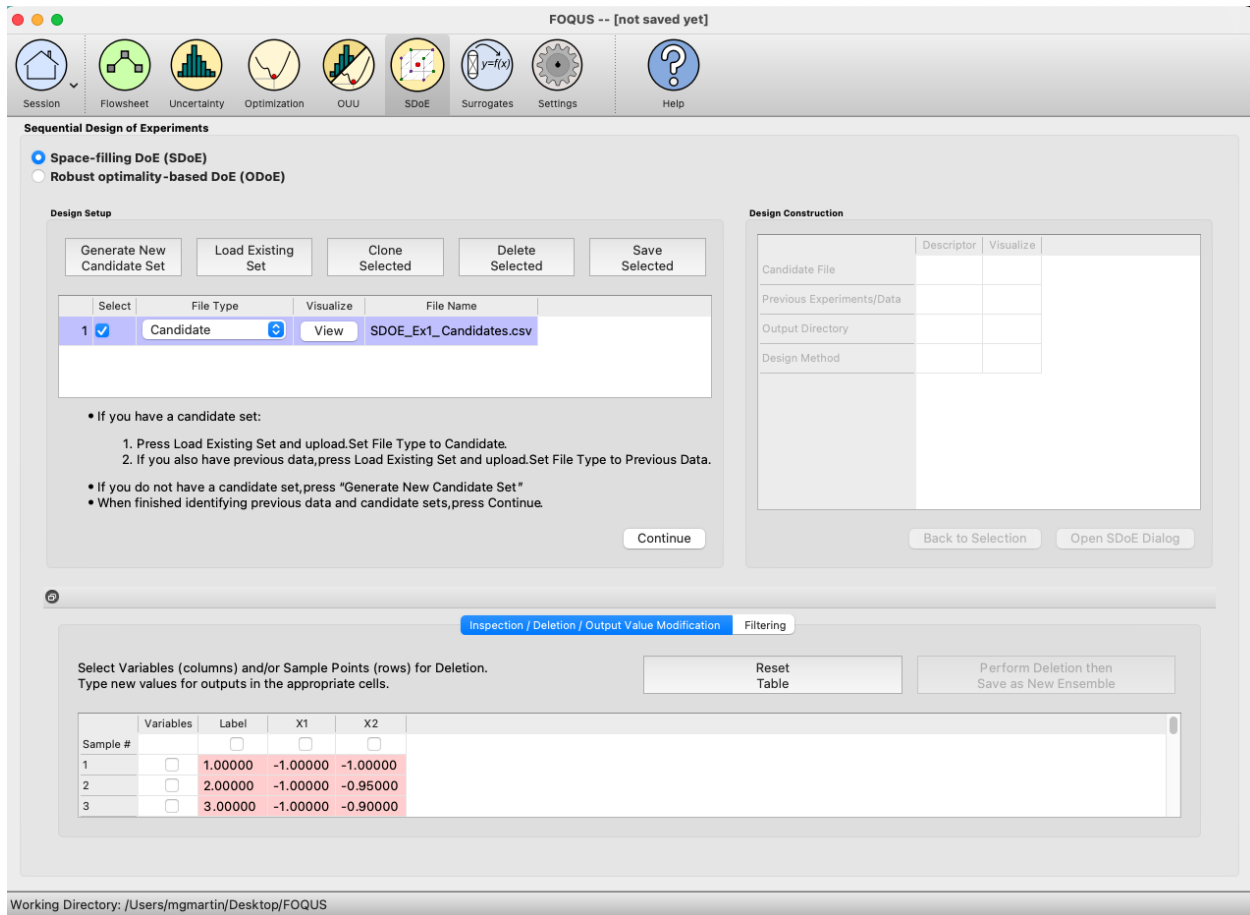 FOQUS -- [not saved yet]
y=f(x)
Session Flowsheet Uncertainty Optimization OUU SDoE Surrogates Settings Help
Sequential Design of Experiments
Space-filling DoE (SDoE)
Robust optimality-based DoE (ODoE)
Design Setup
Generate New
Candidate Set
Load Existing
Set
Clone
Selected
Delete
Selected
Save
Selected
Select File Type Visualize File Name
1 Candidate View SDOE_Ex1_Candidates.csv
• If you have a candidate set:
1. Press Load Existing Set and upload.Set File Type to Candidate.
2. If you also have previous data,press Load Existing Set and upload.Set File Type to Previous Data.
• If you do not have a candidate set,press "Generate New Candidate Set"
• When finished identifying previous data and candidate sets,press Continue.
Continue
Design Construction
Descriptor Visualize
Candidate File
Previous Experiments/Data
Output Directory
Design Method
Back to Selection Open SDoE Dialog
Inspection / Deletion / Output Value Modification Filtering
Select Variables (columns) and/or Sample Points (rows) for Deletion.
Type new values for outputs in the appropriate cells.
Reset
Table
Perform Deletion then
Save as New Ensemble
Variables Label X1 X2
Sample #
1 1.00000 -1.00000 -1.00000
2 2.00000 -1.00000 -0.95000
3 3.00000 -1.00000 -0.90000
Working Directory: /Users/mgmartin/Desktop/FOQUS